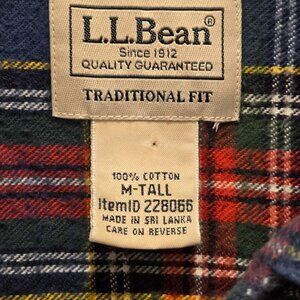 L.L.Bean®
Since 1912
QUALITY GUARANTEED
TRADITIONAL FIT
100% COTTON
M-TALL
ItemID 228066
MADE IN SRI LANKA
CARE ON REVERSE